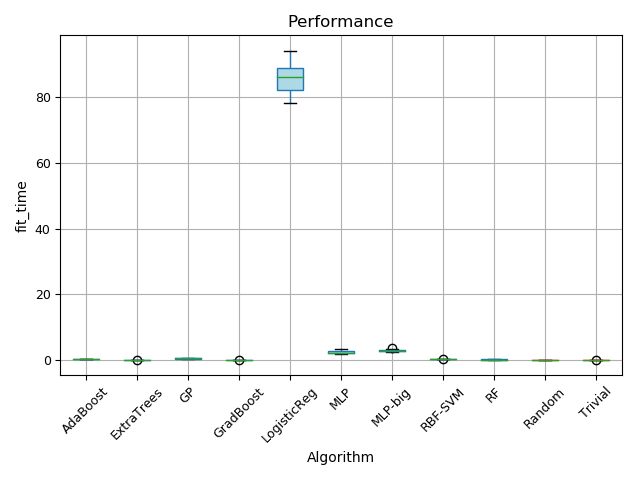 Performance
fit_time
80
60
40
20
0
AdaBoost
ExtraTrees
GP
GradBoost
LogisticReg
MLP
MLP-big
RBF-SVM
RF
Random
Trivial
Algorithm